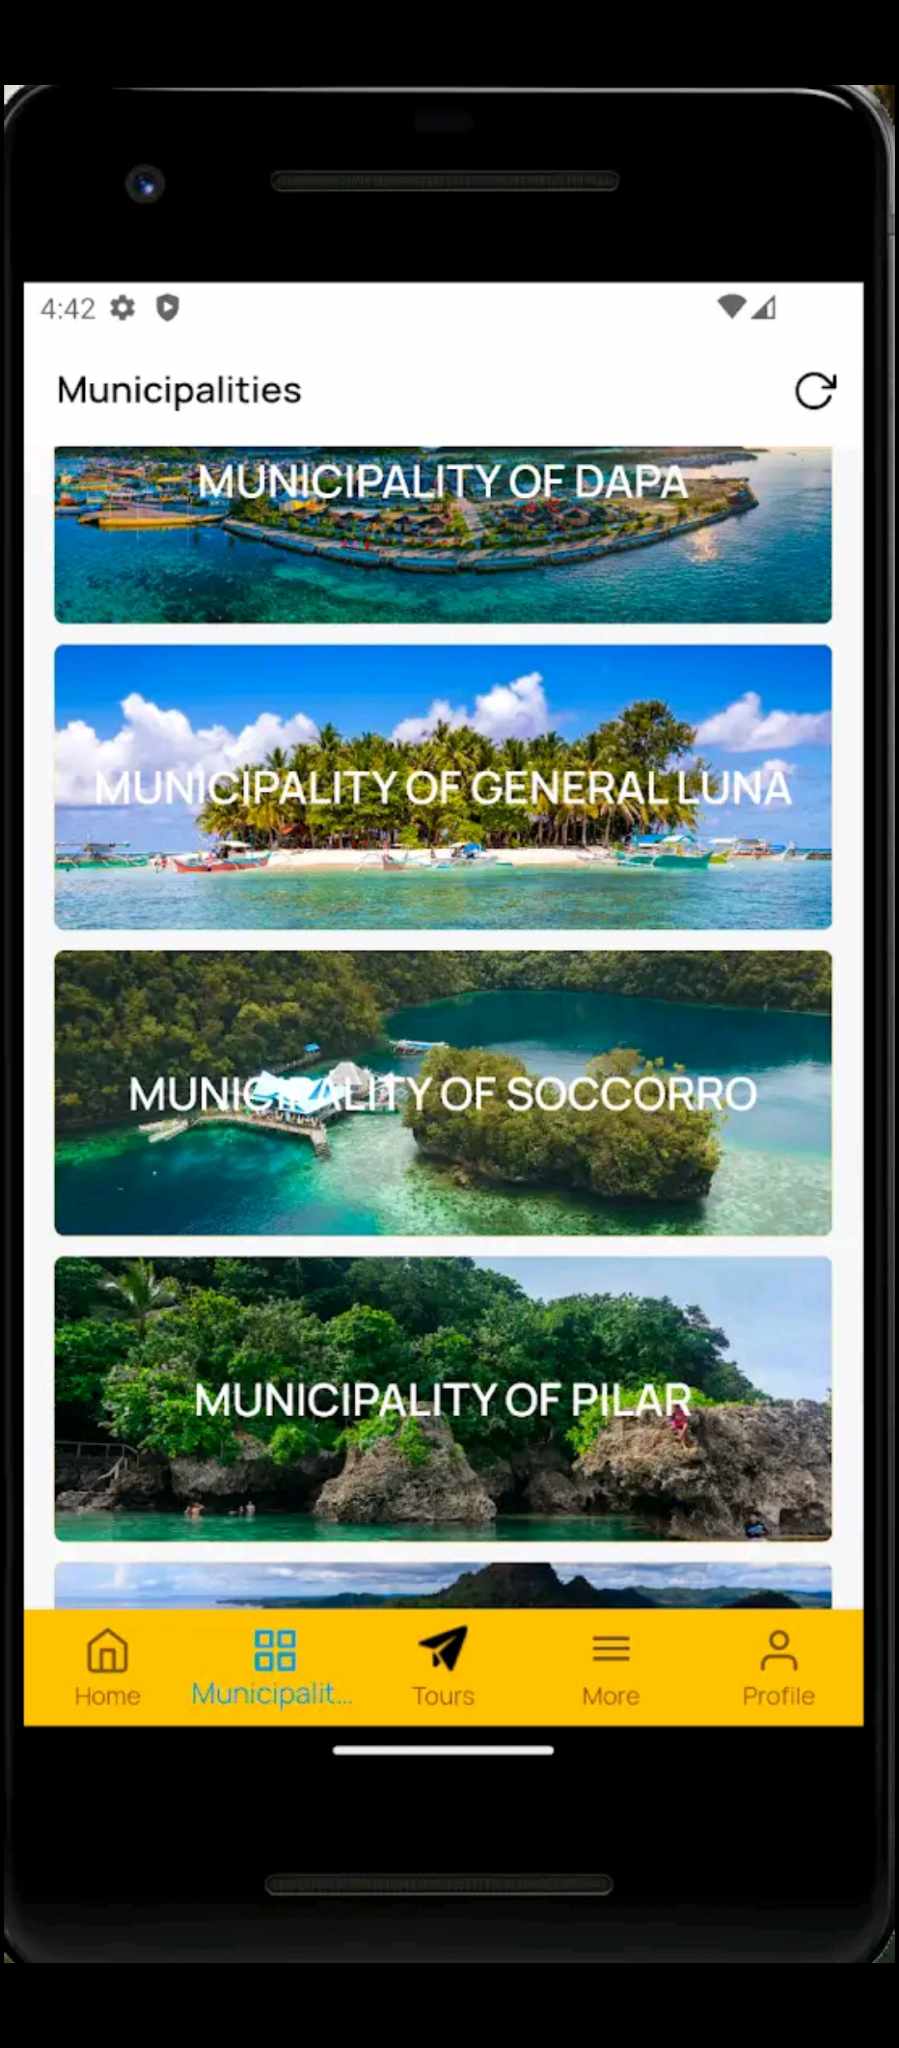 4:42
Municipalities
MUNICIPALITY OF DAPA
MUNICIPALITY OF GENERAL LUNA
MUNICIPALITY OF SOCCORRO
MUNICIPALITY OF PILAR
Home
Municipalit...
Tours
More
Profile